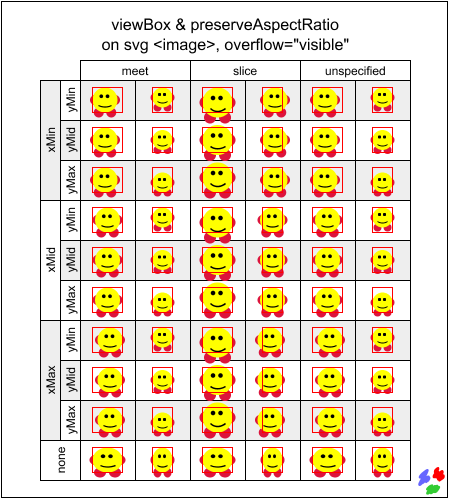 viewBox & preserveAspectRatio
on svg <image>, overflow="visible"
meet slice unspecified
xMin yMin
yMid
yMax
xMid yMin
yMid
yMax
xMax yMin
yMid
yMax
none